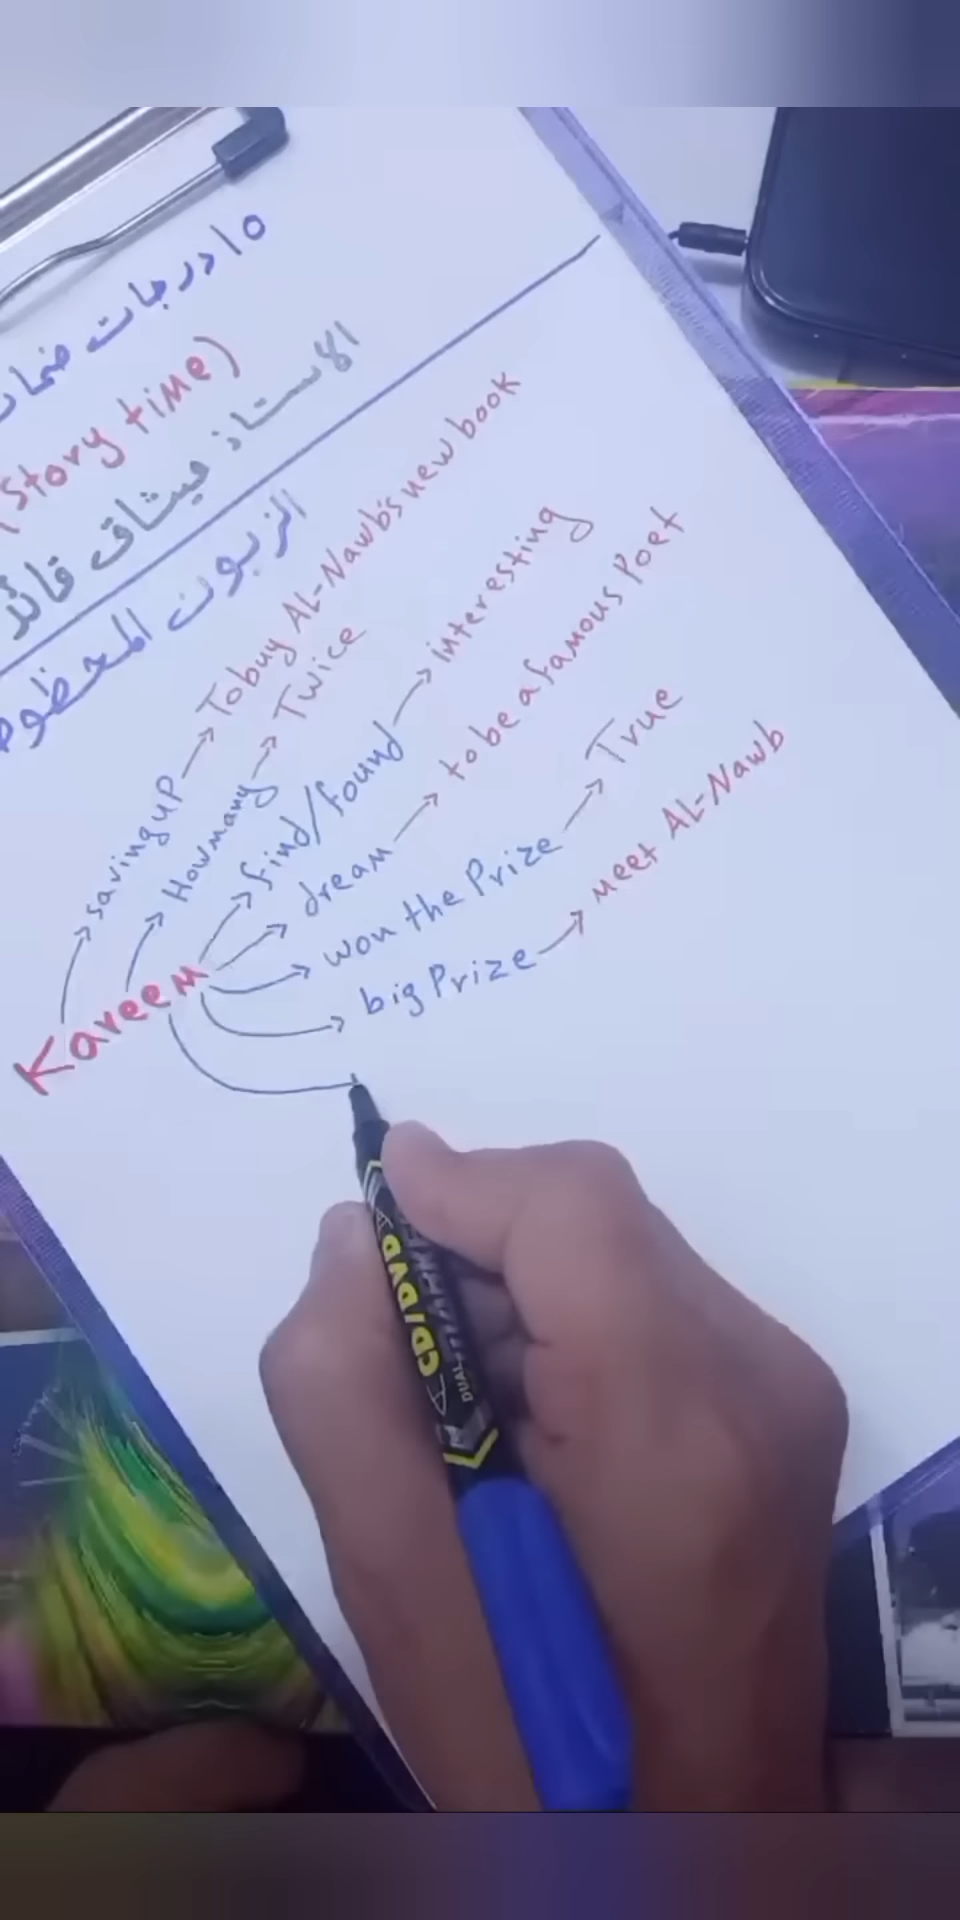 ١٥ درجات ضما
(Story time)
الاستاذ ميثاق قائد
الزبون المحظوظ
saving up → To buy AL-Nawb's new book
How many → Twice
find/found → interesting
dream → to be a famous Poet
won the Prize → True
big Prize → meet AL-Nawb
Kareem
CD/DVD
DUAL